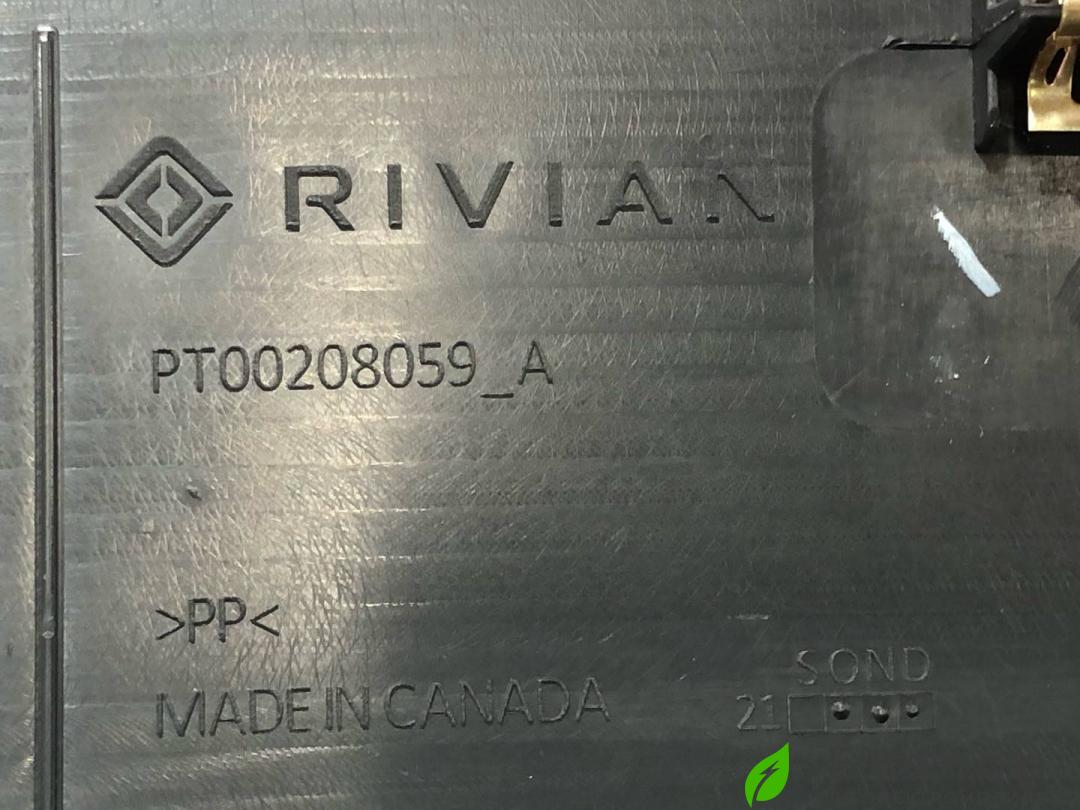 RIVIAN
PT00208059_A
>PP<
MADE IN CANADA
SOND
21